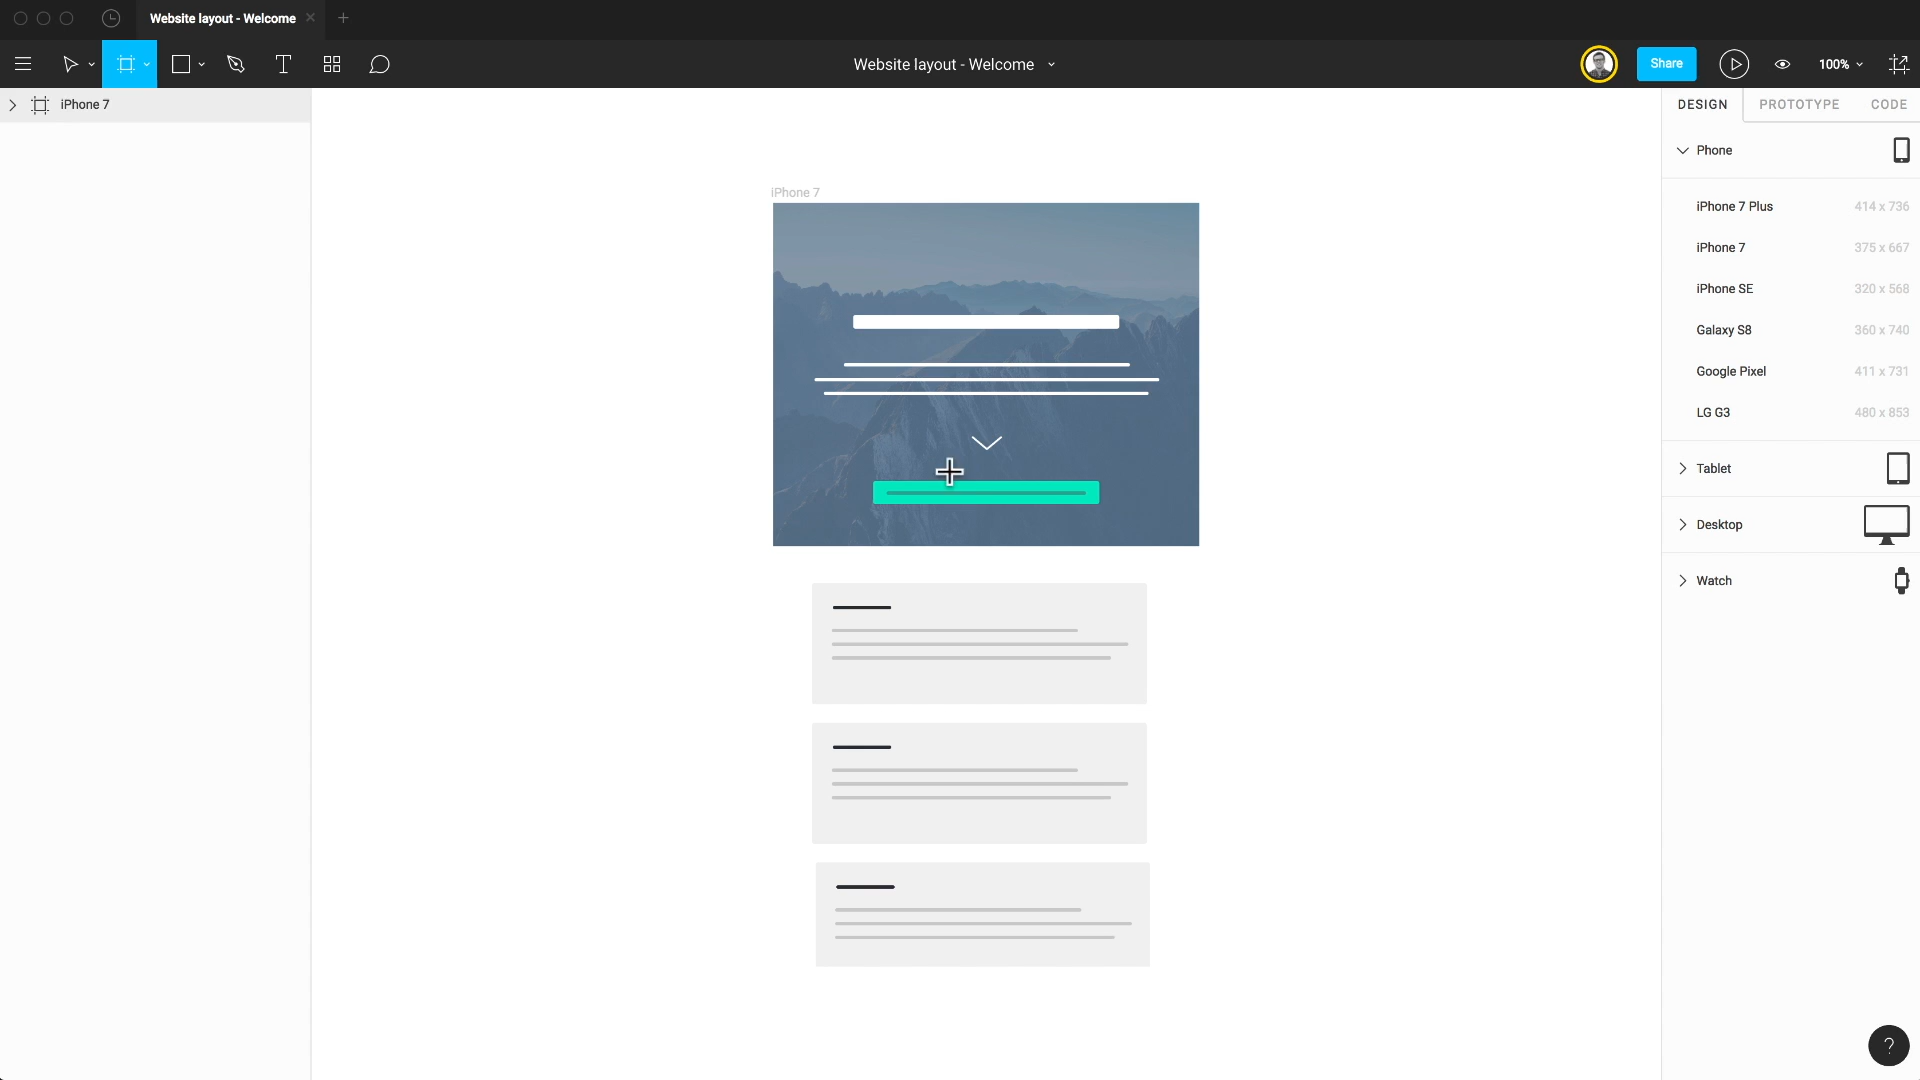 Website layout - Welcome
Website layout - Welcome
Share
100%
iPhone 7
DESIGN PROTOTYPE CODE
Phone
iPhone 7
iPhone 7 Plus 414 x 736
iPhone 7 375 x 667
iPhone SE 320 x 568
Galaxy S8 360 x 740
Google Pixel 411 x 731
LG G3 480 x 853
Tablet
Desktop
Watch
?